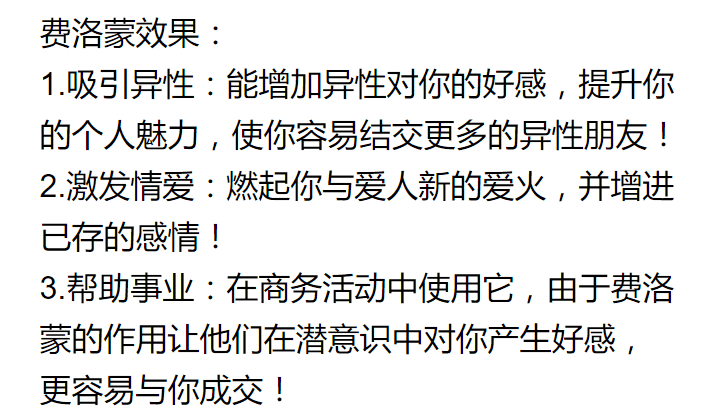 费洛蒙效果：
1.吸引异性：能增加异性对你的好感，提升你
的个人魅力，使你容易结交更多的异性朋友！
2.激发情爱：燃起你与爱人新的爱火，并增进
已存的感情！
3.帮助事业：在商务活动中使用它，由于费洛
蒙的作用让他们在潜意识中对你产生好感，
更容易与你成交！